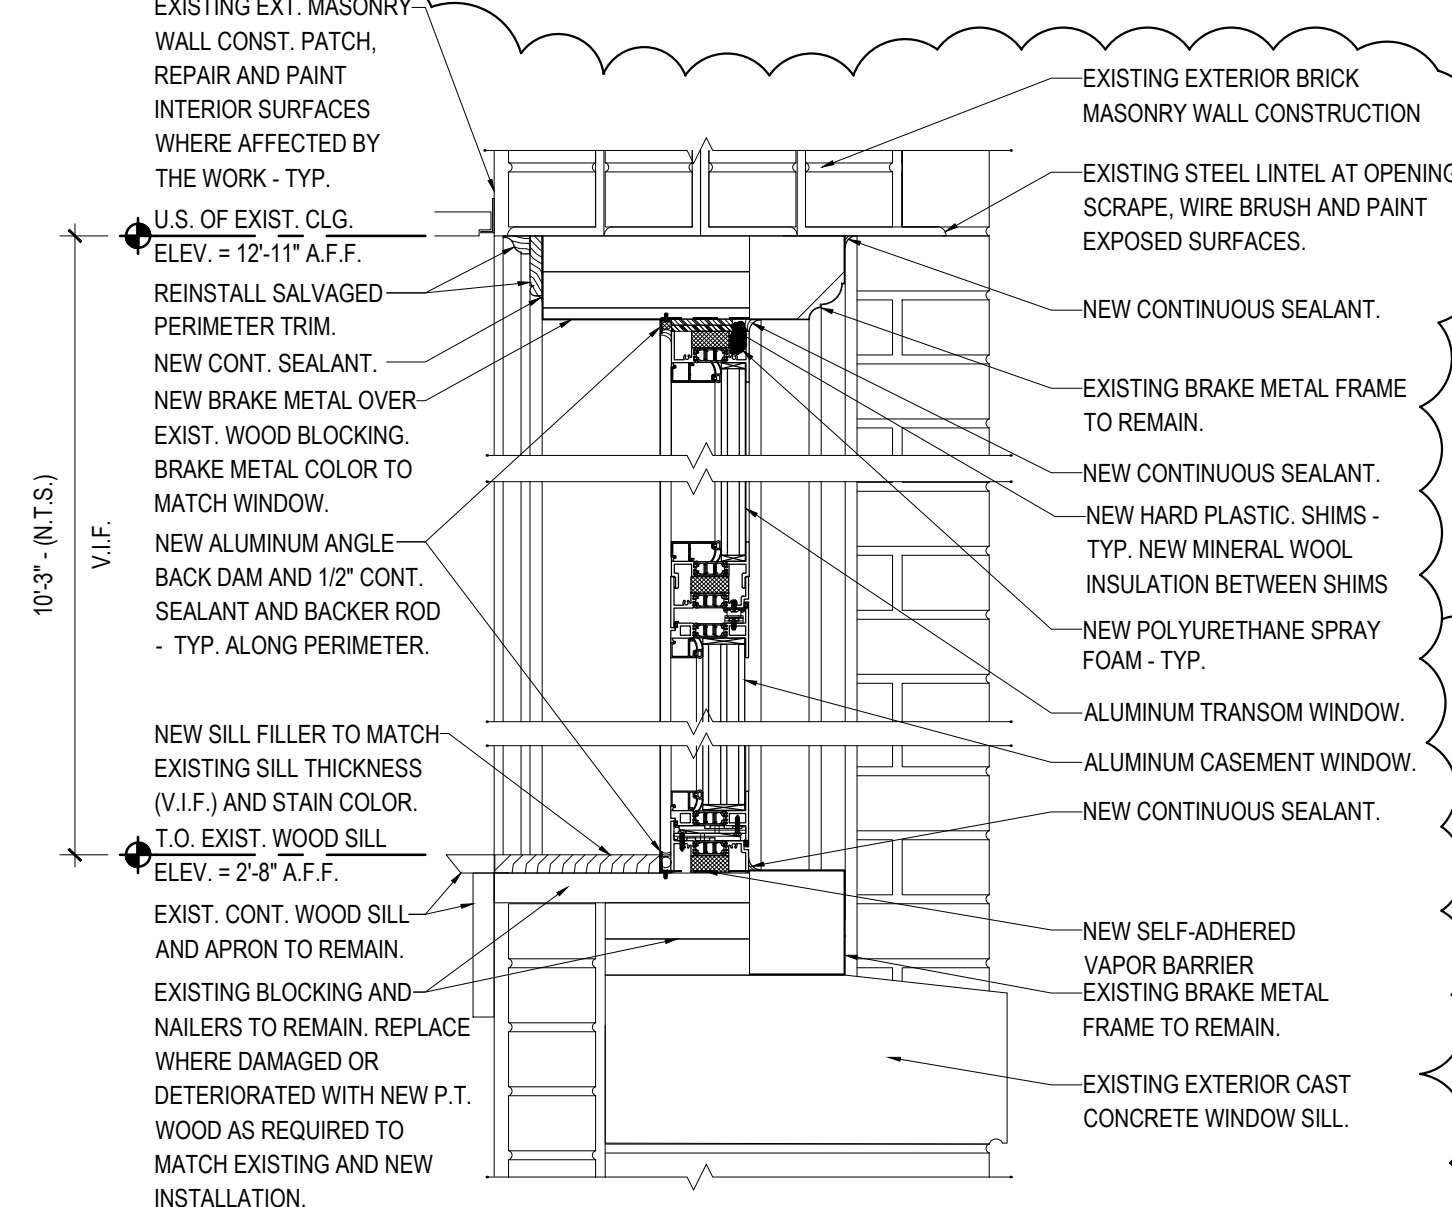 EXISTING EXT. MASONRY
WALL CONST. PATCH,
REPAIR AND PAINT
INTERIOR SURFACES
WHERE AFFECTED BY
THE WORK - TYP.
U.S. OF EXIST. CLG.
ELEV. = 12'-11" A.F.F.
REINSTALL SALVAGED
PERIMETER TRIM.
NEW CONT. SEALANT.
NEW BRAKE METAL OVER
EXIST. WOOD BLOCKING.
BRAKE METAL COLOR TO
MATCH WINDOW.
10'-3" - (N.T.S.)
V.I.F.
NEW ALUMINUM ANGLE
BACK DAM AND 1/2" CONT.
SEALANT AND BACKER ROD
- TYP. ALONG PERIMETER.
NEW SILL FILLER TO MATCH
EXISTING SILL THICKNESS
(V.I.F.) AND STAIN COLOR.
T.O. EXIST. WOOD SILL
ELEV. = 2'-8" A.F.F.
EXIST. CONT. WOOD SILL
AND APRON TO REMAIN.
EXISTING BLOCKING AND
NAILERS TO REMAIN. REPLACE
WHERE DAMAGED OR
DETERIORATED WITH NEW P.T.
WOOD AS REQUIRED TO
MATCH EXISTING AND NEW
INSTALLATION.
EXISTING EXTERIOR BRICK
MASONRY WALL CONSTRUCTION
EXISTING STEEL LINTEL AT OPENING
SCRAPE, WIRE BRUSH AND PAINT
EXPOSED SURFACES.
NEW CONTINUOUS SEALANT.
EXISTING BRAKE METAL FRAME
TO REMAIN.
NEW CONTINUOUS SEALANT.
NEW HARD PLASTIC. SHIMS -
TYP. NEW MINERAL WOOL
INSULATION BETWEEN SHIMS
NEW POLYURETHANE SPRAY
FOAM - TYP.
ALUMINUM TRANSOM WINDOW.
ALUMINUM CASEMENT WINDOW.
NEW CONTINUOUS SEALANT.
NEW SELF-ADHERED
VAPOR BARRIER
EXISTING BRAKE METAL
FRAME TO REMAIN.
EXISTING EXTERIOR CAST
CONCRETE WINDOW SILL.